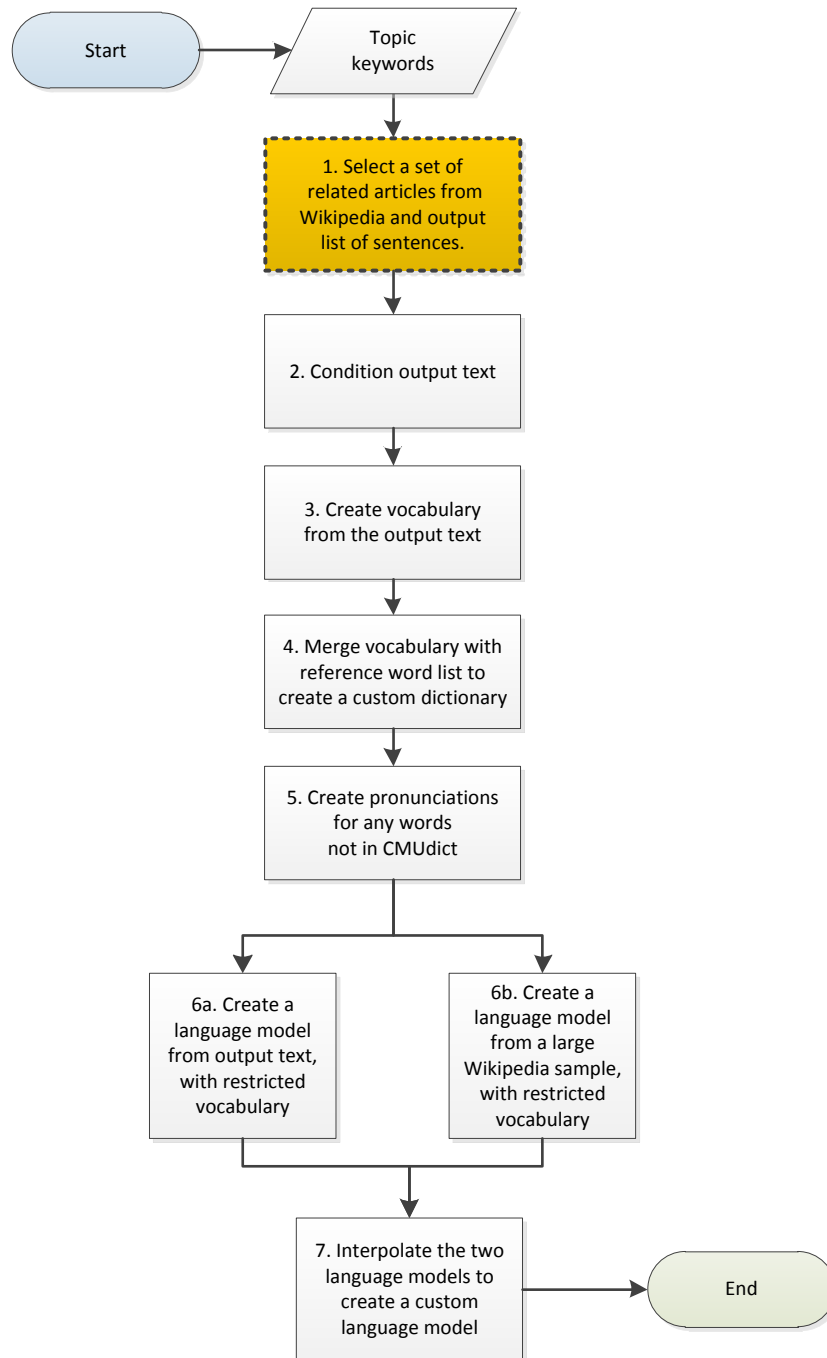 Start
Topic
keywords
1. Select a set of
related articles from
Wikipedia and output
list of sentences.
2. Condition output text
3. Create vocabulary
from the output text
4. Merge vocabulary with
reference word list to
create a custom dictionary
5. Create pronunciations
for any words
not in CMUdict
6a. Create a
language model
from output text,
with restricted
vocabulary
6b. Create a
language model
from a large
Wikipedia sample,
with restricted
vocabulary
7. Interpolate the two
language models to
create a custom
language model
End